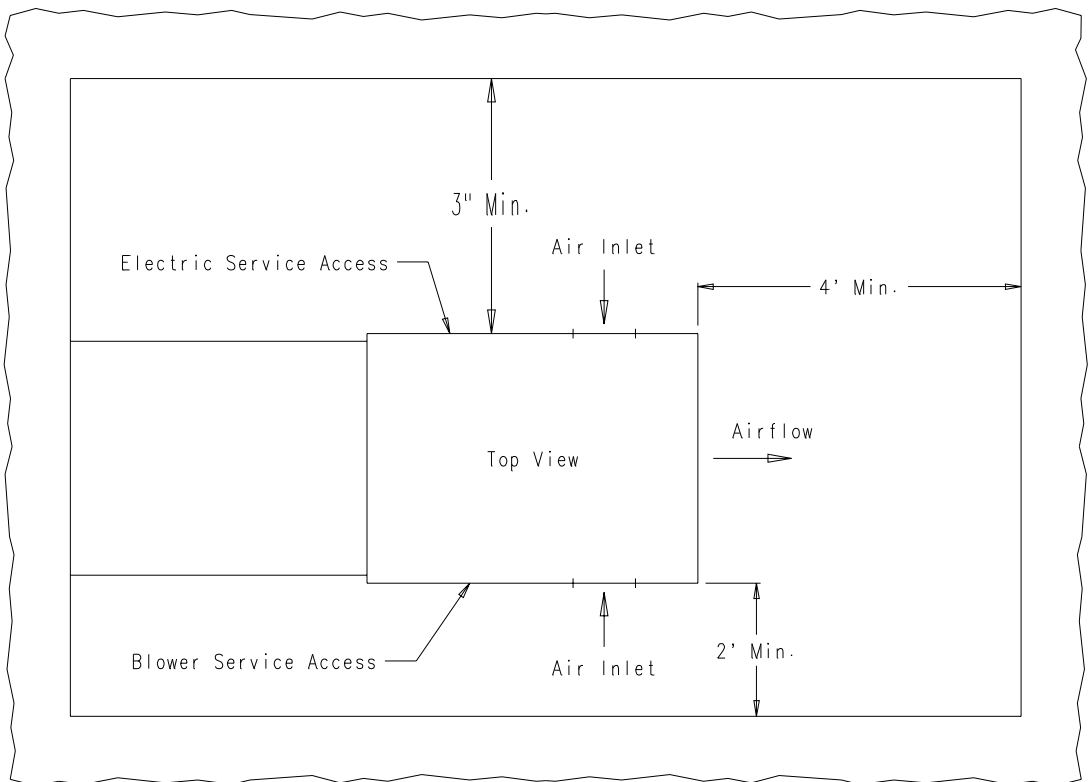 3" Min.
Air Inlet
Electric Service Access
4' Min.
Airflow
Top View
2' Min.
Blower Service Access
Air Inlet